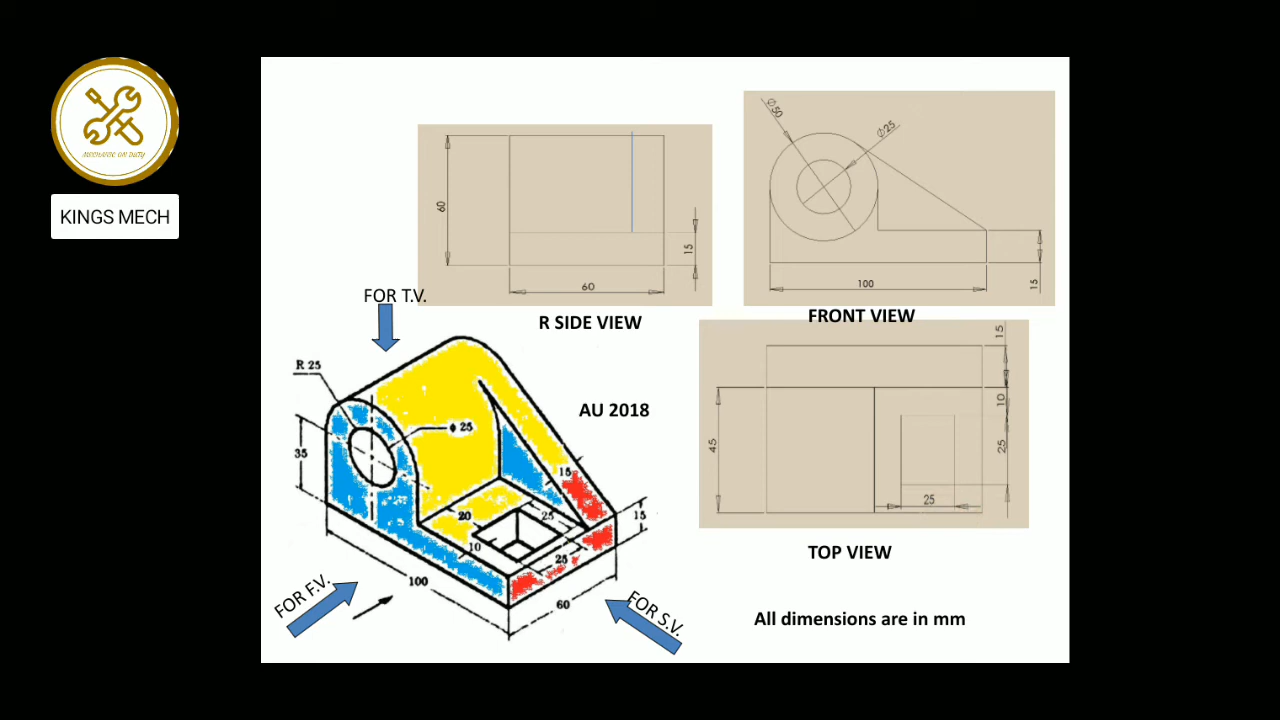 MECHANIC ON DUTY
KINGS MECH
60
15
60
R SIDE VIEW
Ø50
Ø25
100
15
FRONT VIEW
15
10
45
25
25
TOP VIEW
FOR T.V.
R 25
ϕ 25
35
AU 2018
15
20
25
10
25
15
100
60
FOR F.V.
FOR S.V.
All dimensions are in mm